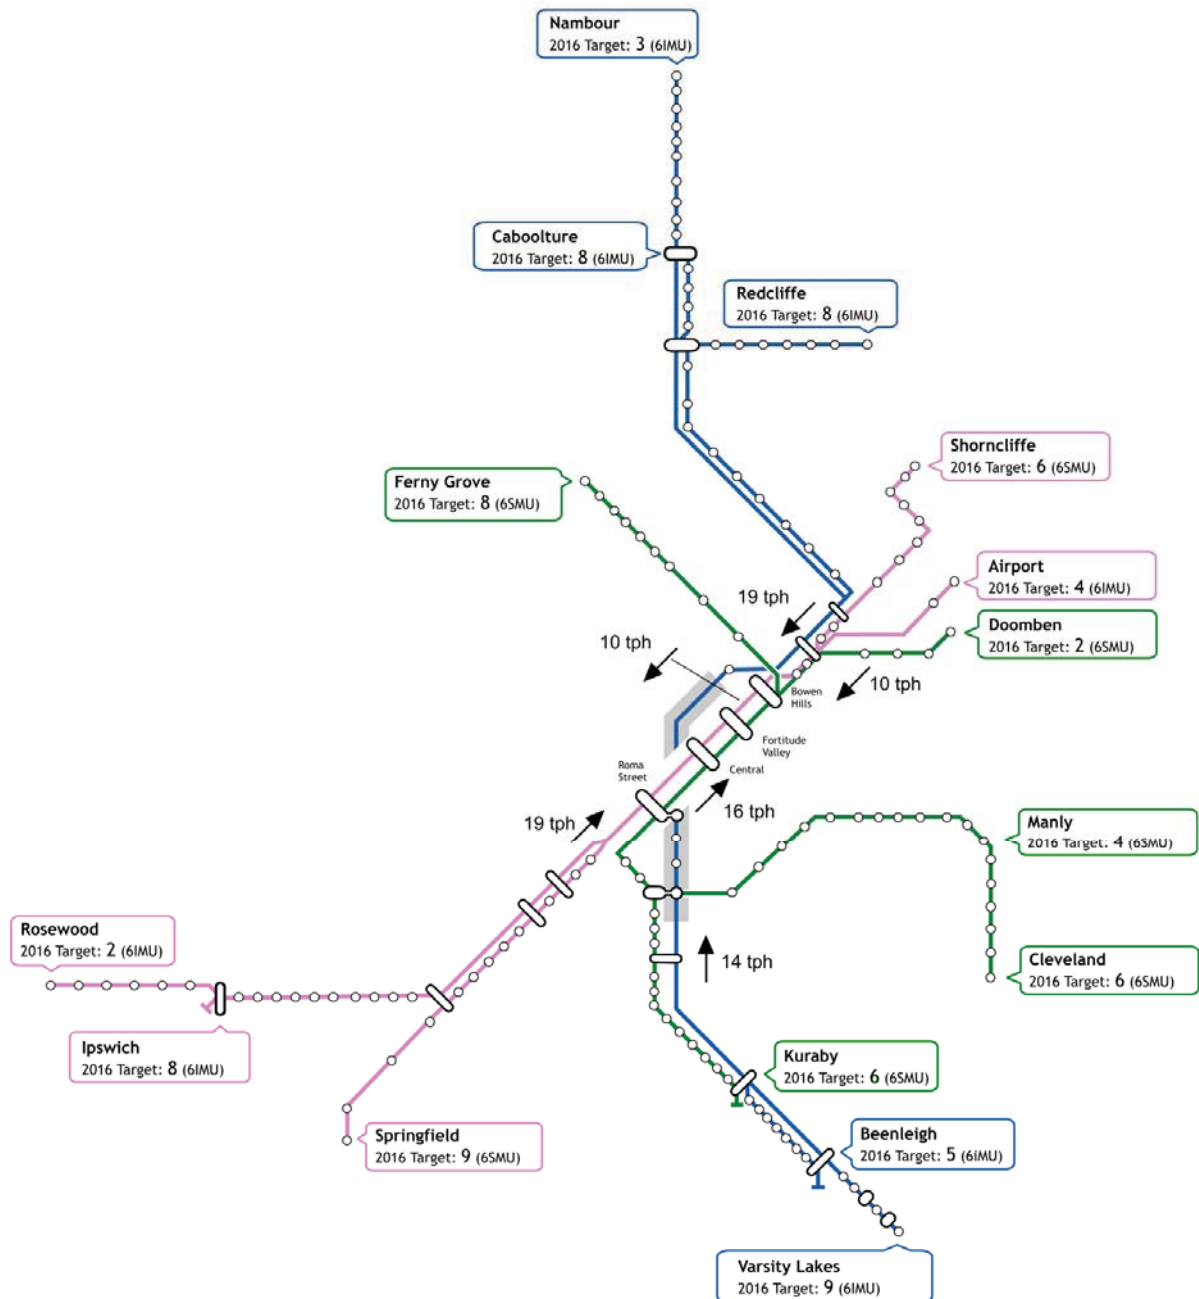 Nambour
2016 Target: 3 (6IMU)
Caboolture
2016 Target: 8 (6IMU)
Redcliffe
2016 Target: 8 (6IMU)
Shorncliffe
2016 Target: 6 (6SMU)
Ferny Grove
2016 Target: 8 (6SMU)
Airport
2016 Target: 4 (6IMU)
19 tph
Doomben
2016 Target: 2 (6SMU)
10 tph
10 tph
Bowen
Hills
Fortitude
Valley
Central
Roma
Street
16 tph
19 tph
Manly
2016 Target: 4 (6SMU)
Rosewood
2016 Target: 2 (6IMU)
14 tph
Cleveland
2016 Target: 6 (6SMU)
Ipswich
2016 Target: 8 (6IMU)
Kuraby
2016 Target: 6 (6SMU)
Springfield
2016 Target: 9 (6SMU)
Beenleigh
2016 Target: 5 (6IMU)
Varsity Lakes
2016 Target: 9 (6IMU)